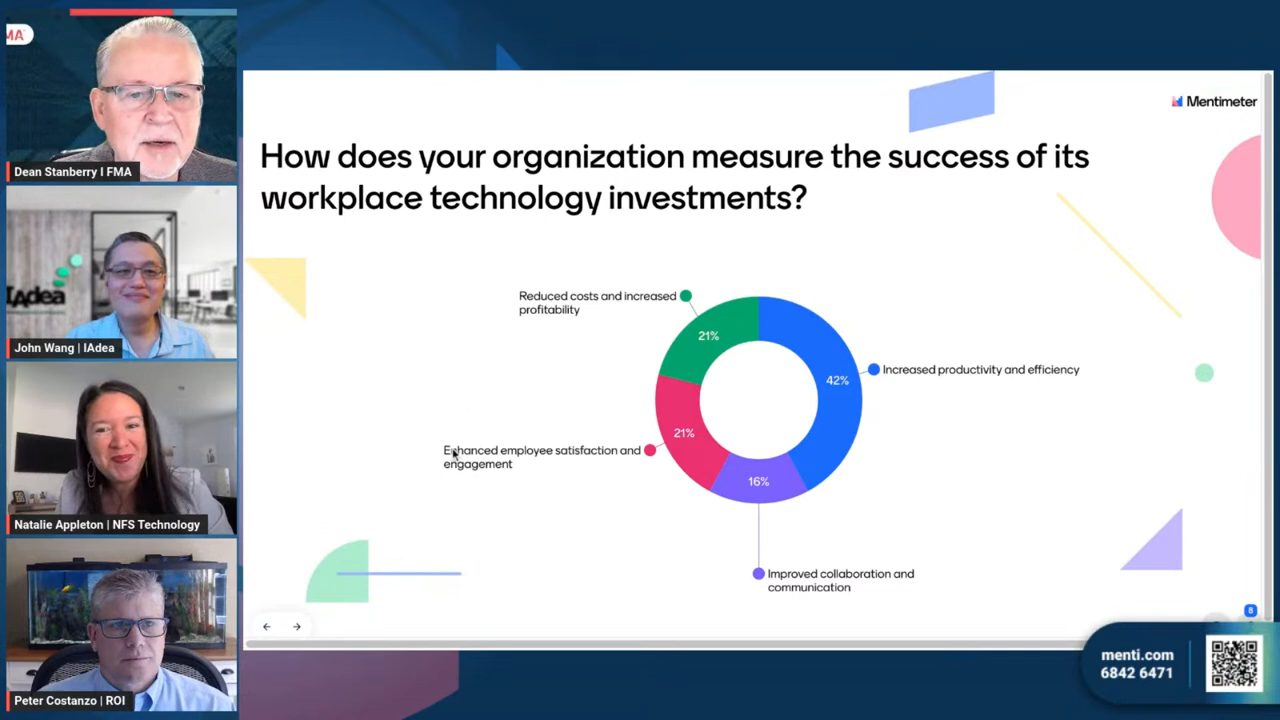 MA
Dean Stanberry I FMA
IAdea
John Wang | IAdea
Natalie Appleton | NFS Technology
Peter Costanzo | ROI
Mentimeter
How does your organization measure the success of its
workplace technology investments?
Reduced costs and increased
profitability
21%
42%
Increased productivity and efficiency
21%
Enhanced employee satisfaction and
engagement
16%
Improved collaboration and
communication
8
menti.com
6842 6471